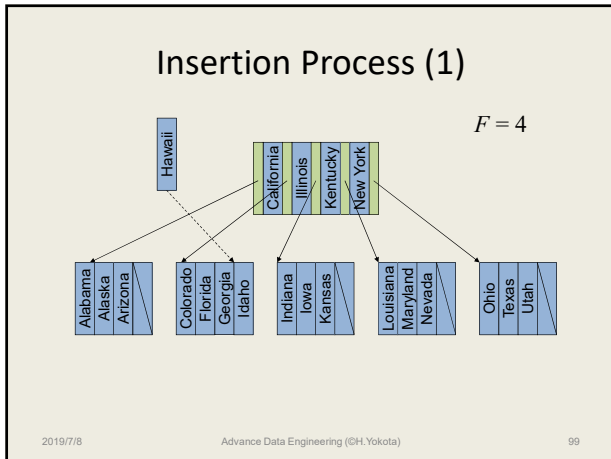 Insertion Process (1)
F = 4
Hawaii
California
Illinois
Kentucky
New York
Alabama
Alaska
Arizona
Colorado
Florida
Georgia
Idaho
Indiana
Iowa
Kansas
Louisiana
Maryland
Nevada
Ohio
Texas
Utah
2019/7/8
Advance Data Engineering (©H.Yokota)
99